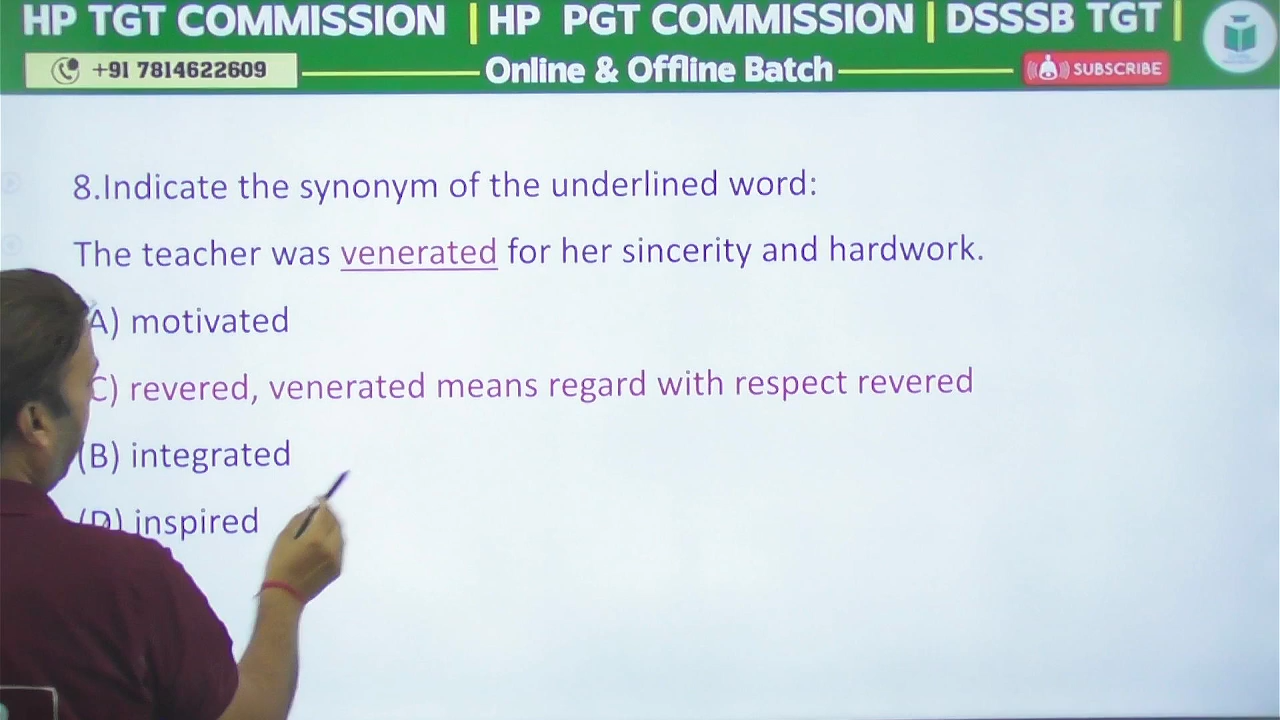 HP TGT COMMISSION | HP PGT COMMISSION | DSSSB TGT |
+91 7814622609 Online & Offline Batch SUBSCRIBE
8.Indicate the synonym of the underlined word:
The teacher was venerated for her sincerity and hardwork.
A) motivated
C) revered, venerated means regard with respect revered
(B) integrated
(D) inspired